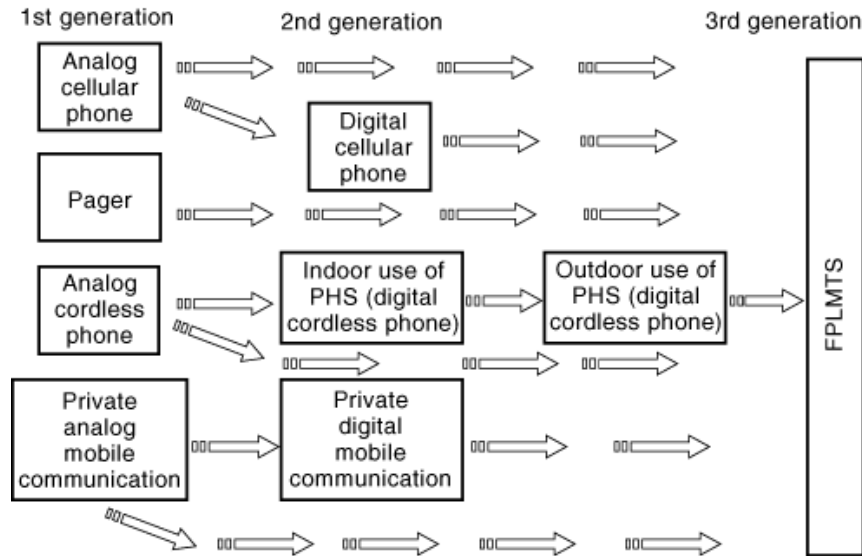 1st generation
2nd generation
3rd generation
Analog
cellular
phone
Digital
cellular
phone
Pager
Analog
cordless
phone
Indoor use of
PHS (digital
cordless phone)
Outdoor use of
PHS (digital
cordless phone)
Private
analog
mobile
communication
Private
digital
mobile
communication
FPLMTS